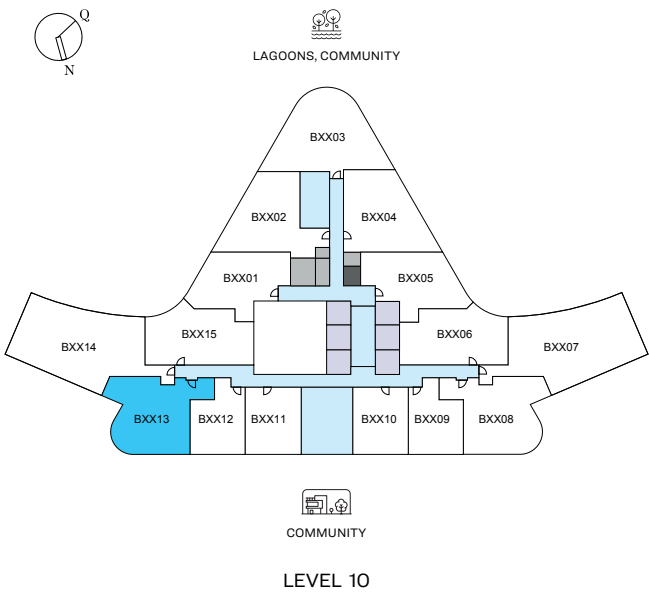 Q
N
LAGOONS, COMMUNITY
BXX03
BXX02
BXX04
BXX01
BXX05
BXX15
BXX06
BXX14
BXX07
BXX13
BXX12
BXX11
BXX10
BXX09
BXX08
COMMUNITY
LEVEL 10